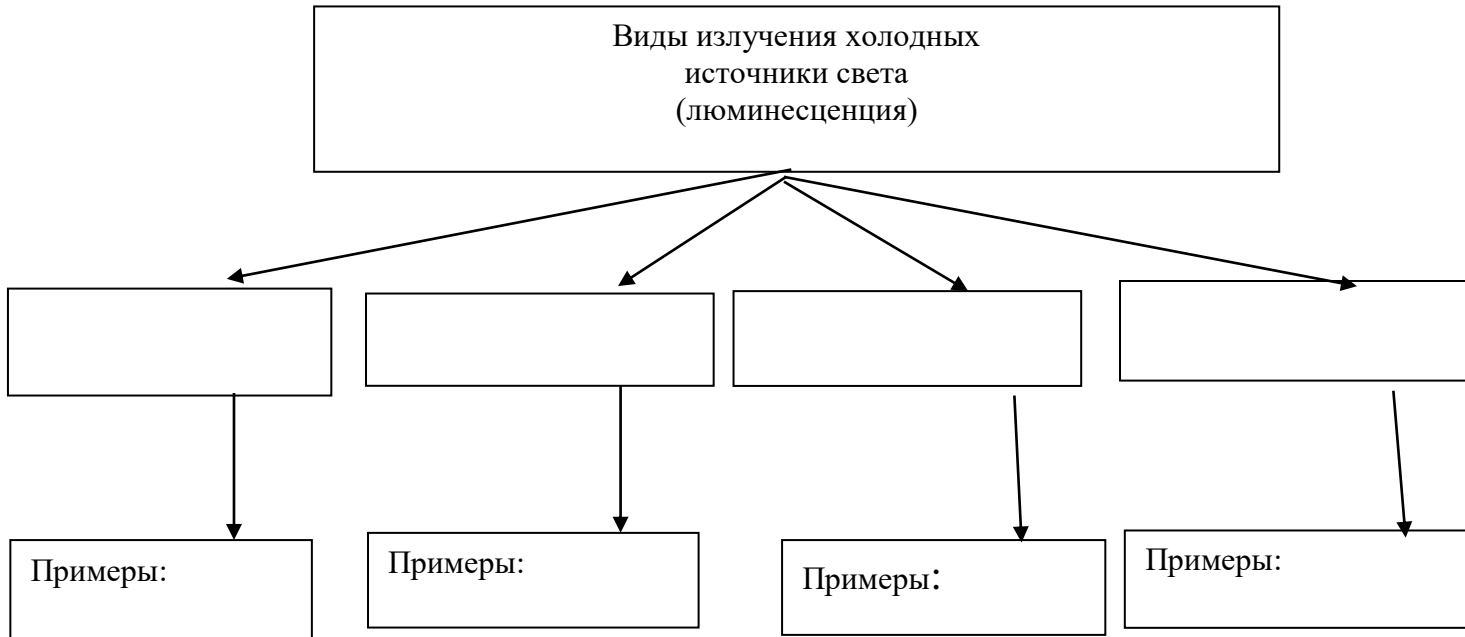 Виды излучения холодных
источники света
(люминесценция)
Примеры:
Примеры:
Примеры:
Примеры: